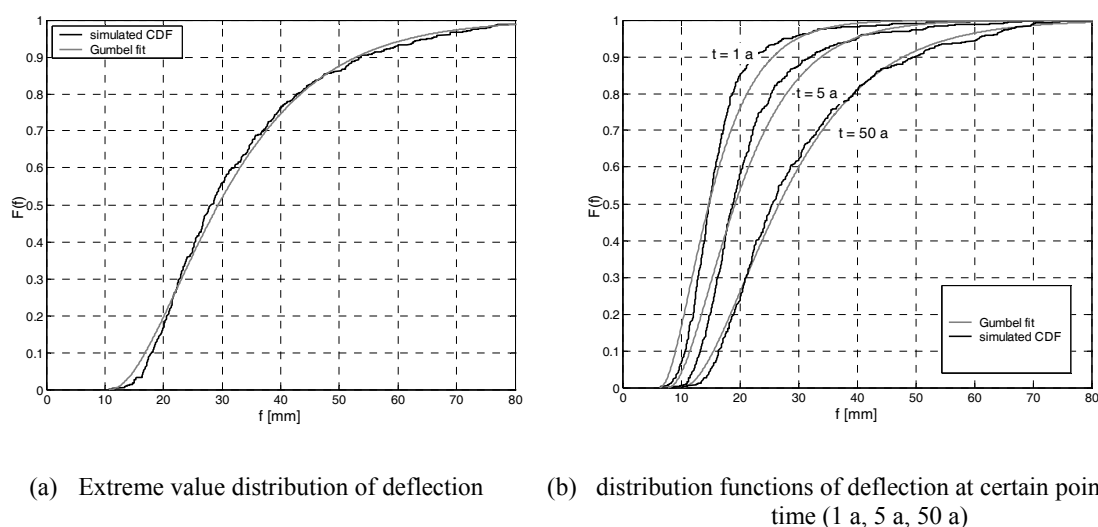 simulated CDF
Gumbel fit
1
0.9
0.8
0.7
0.6
0.5
0.4
0.3
0.2
0.1
0
F(f)
0 10 20 30 40 50 60 70 80
f [mm]
1
0.9
0.8
0.7
0.6
0.5
0.4
0.3
0.2
0.1
0
F(f)
t = 1 a
t = 5 a
t = 50 a
Gumbel fit
simulated CDF
0 10 20 30 40 50 60 70 80
f [mm]
(a) Extreme value distribution of deflection
(b) distribution functions of deflection at certain poin
time (1 a, 5 a, 50 a)